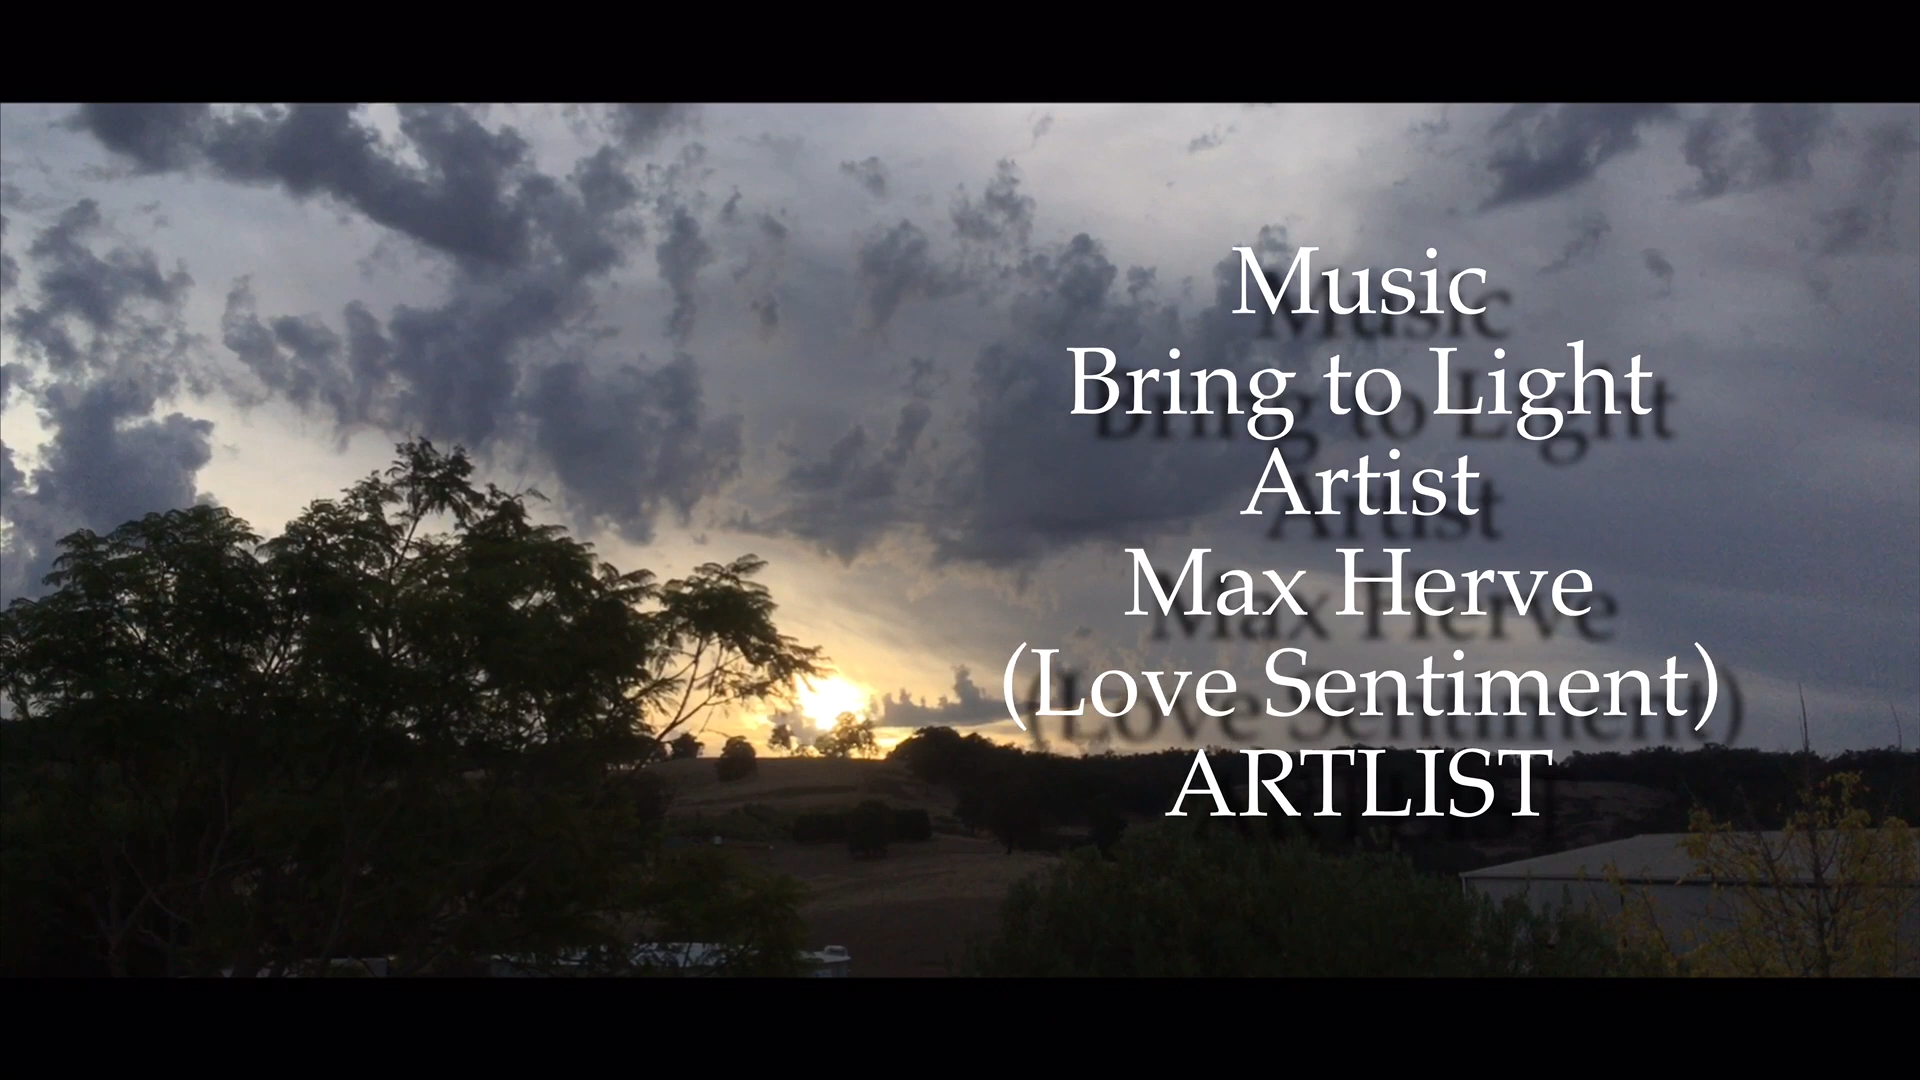 Music
Bring to Light
Artist
Max Herve
(Love Sentiment)
ARTLIST